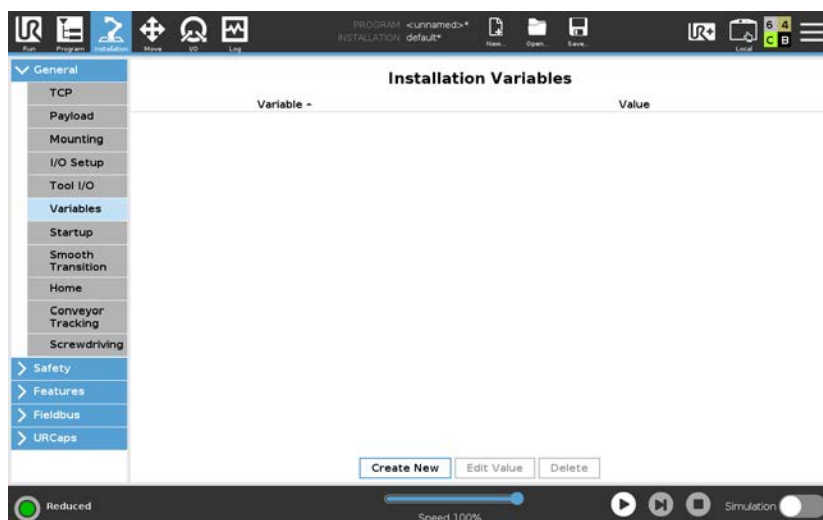 UR
PROGRAM <unnamed>*
INSTALLATION default*
UR+
6 4
C B
Run Program Installation Move I/O Log New... Open... Save... Local
General
Installation Variables
Variable Value
TCP
Payload
Mounting
I/O Setup
Tool I/O
Variables
Startup
Smooth
Transition
Home
Conveyor
Tracking
Screwdriving
Safety
Features
Fieldbus
URCaps
Create New Edit Value Delete
Reduced
Speed 100%
Simulation